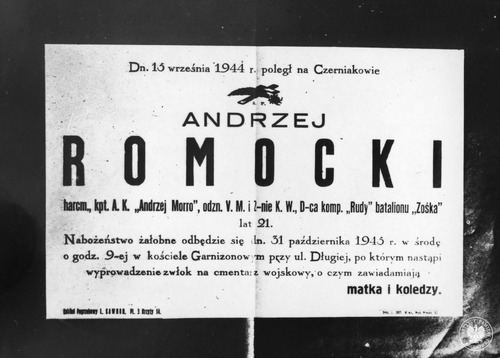 Dn. 15 września 1944 r. poległ na Czerniakowie
Ś. P.
ANDRZEJ
ROMOCKI
harcm., kpt. A. K. „Andrzej Morro”, odzn. V. M. i 2-nie K. W., D-ca komp. „Rudy” batalionu „Zośka”
lat 21.
Nabożeństwo żałobne odbędzie się dn. 31 października 1945 r. w środę
o godz. 9-ej w kościele Garnizonowym przy ul. Długiej, po którym nastąpi
wyprowadzenie zwłok na cmentarz wojskowy, o czym zawiadamiają
matka i koledzy.
Zakład Pogrzebowy